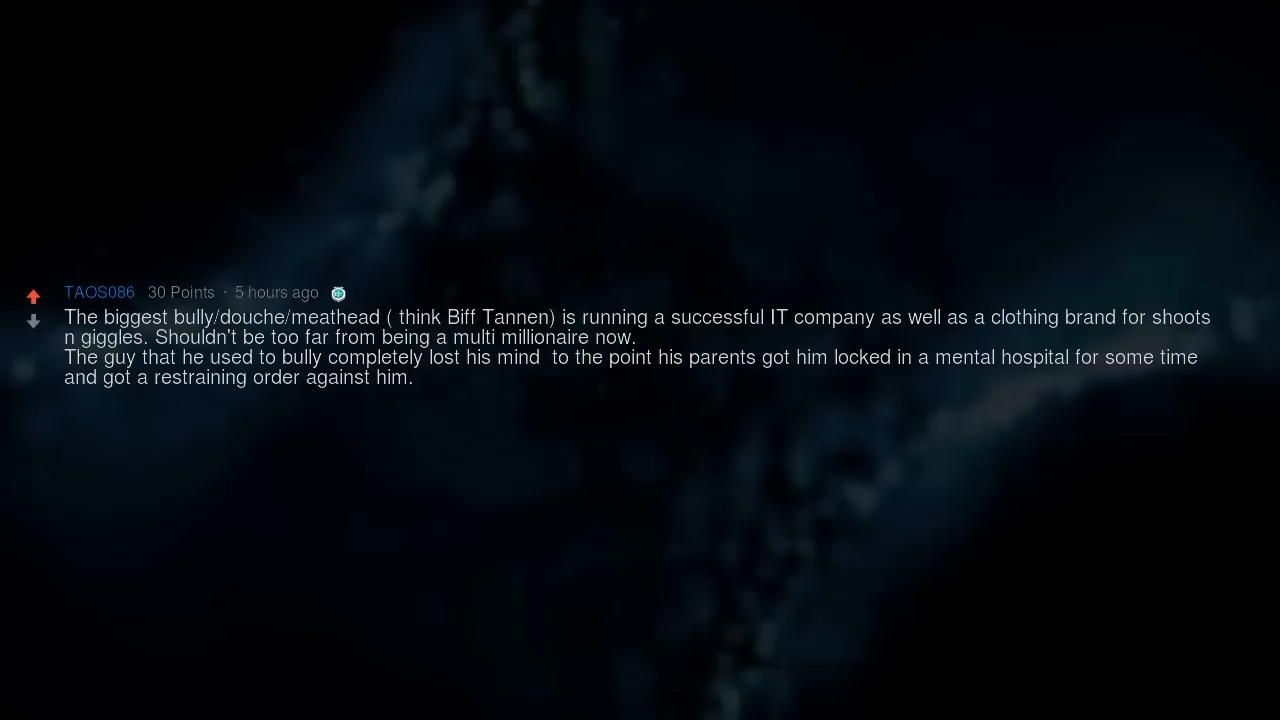 TAOS086 30 Points · 5 hours ago
The biggest bully/douche/meathead ( think Biff Tannen) is running a successful IT company as well as a clothing brand for shoots
n giggles. Shouldn't be too far from being a multi millionaire now.
The guy that he used to bully completely lost his mind  to the point his parents got him locked in a mental hospital for some time
and got a restraining order against him.